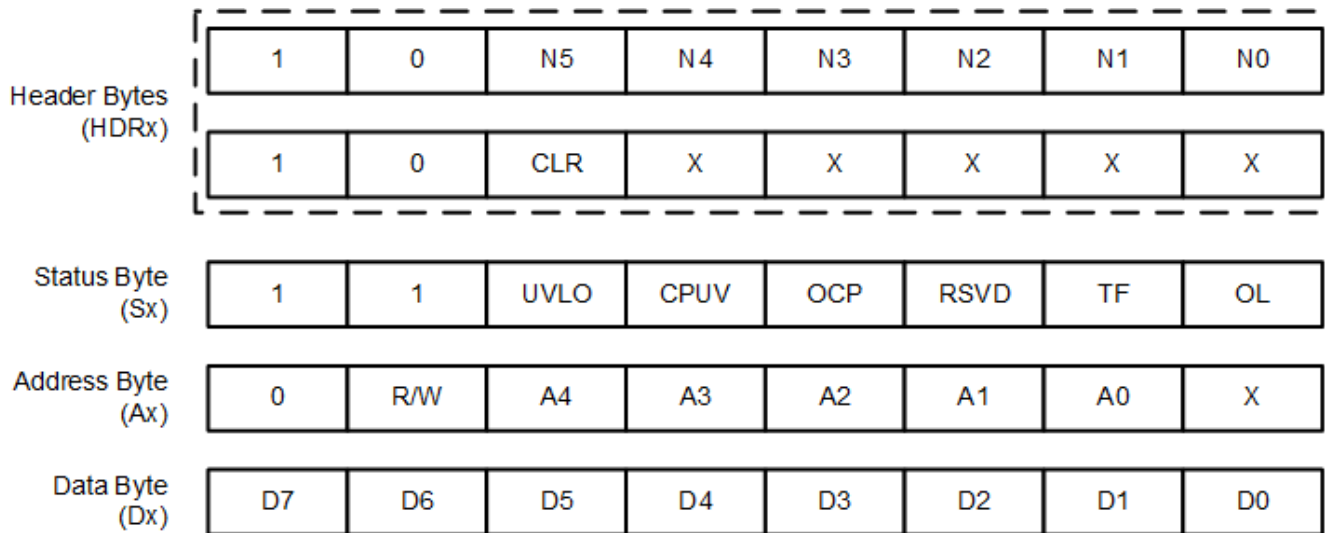 1 0 N5 N4 N3 N2 N1 N0
Header Bytes
(HDRx)
1 0 CLR X X X X X
Status Byte
(Sx)
1 1 UVLO CPUV OCP RSVD TF OL
Address Byte
(Ax)
0 R/W A4 A3 A2 A1 A0 X
Data Byte
(Dx)
D7 D6 D5 D4 D3 D2 D1 D0